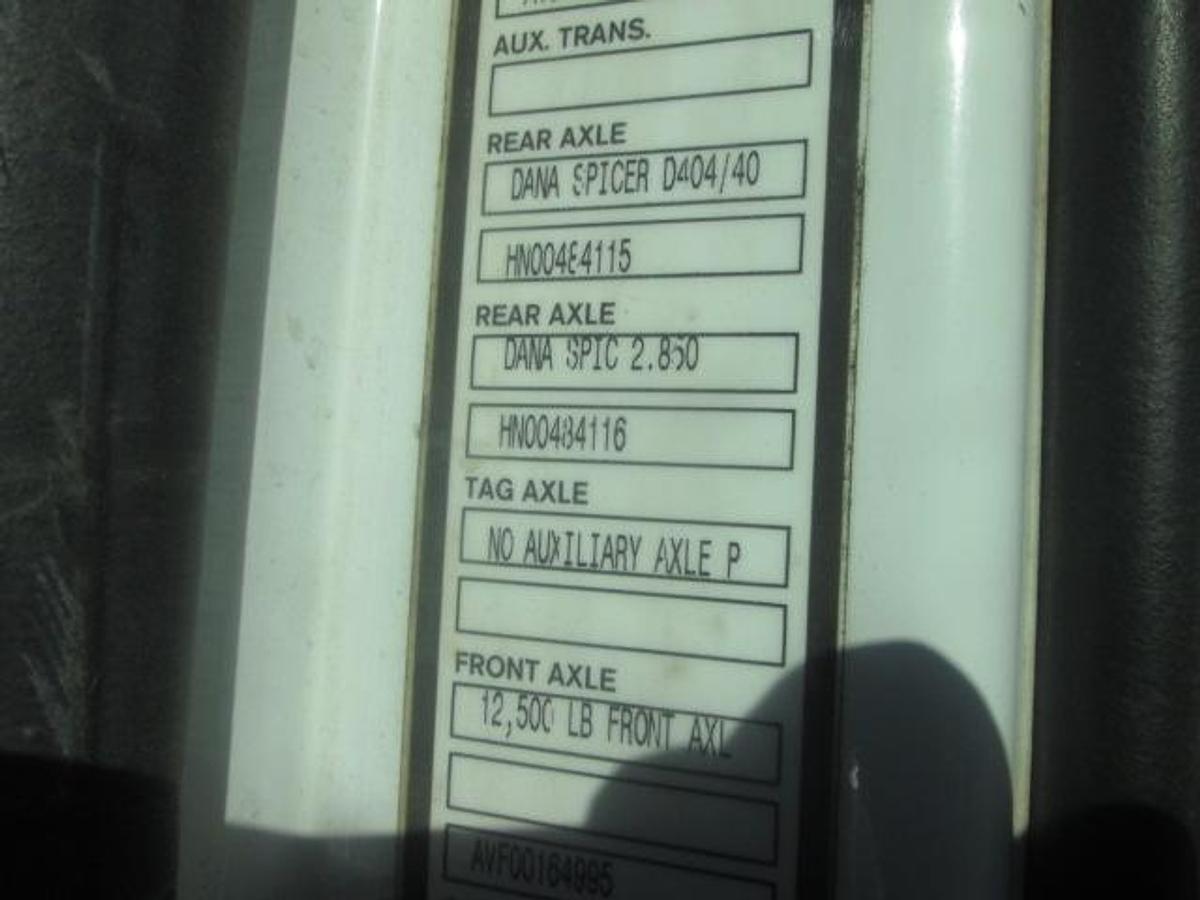 AUX. TRANS.
REAR AXLE
DANA SPICER D404/40
HN00484115
REAR AXLE
DANA SPIC 2.850
HN00484116
TAG AXLE
NO AUXILIARY AXLE P
FRONT AXLE
12,500 LB FRONT AXL
AVF00164995